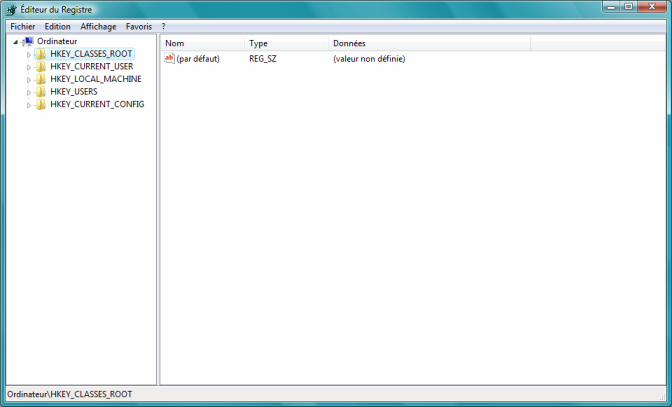 Éditeur du Registre
Fichier Edition Affichage Favoris ?
Ordinateur
HKEY_CLASSES_ROOT
HKEY_CURRENT_USER
HKEY_LOCAL_MACHINE
HKEY_USERS
HKEY_CURRENT_CONFIG
Nom Type Données
ab (par défaut) REG_SZ (valeur non définie)
Ordinateur\HKEY_CLASSES_ROOT